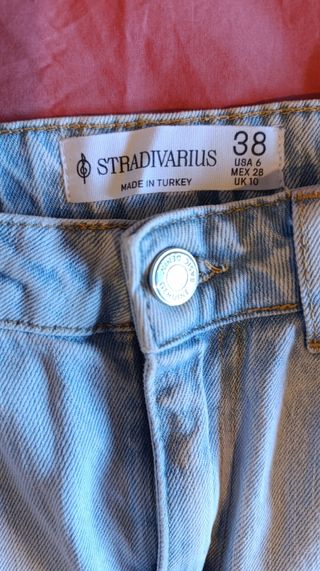 STRADIVARIUS
MADE IN TURKEY
38
USA 6
MEX 28
UK 10